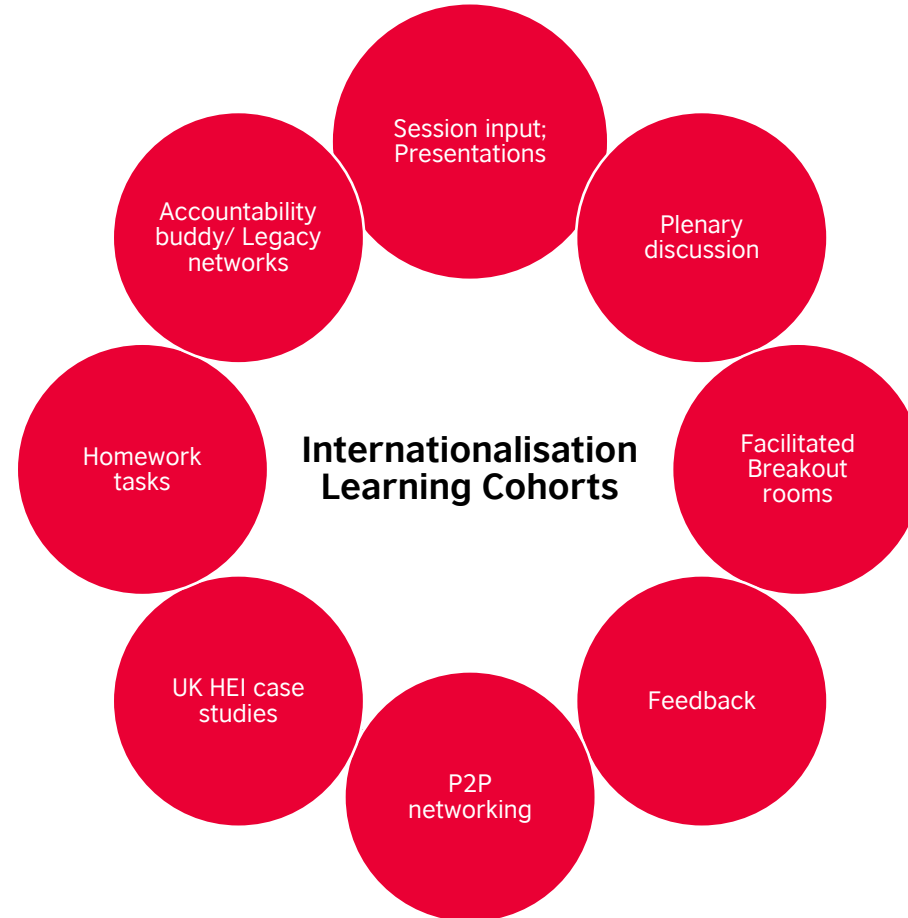 Session input;
Presentations
Plenary
discussion
Facilitated
Breakout
rooms
Feedback
P2P
networking
UK HEI case
studies
Homework
tasks
Accountability
buddy/ Legacy
networks
Internationalisation
Learning Cohorts